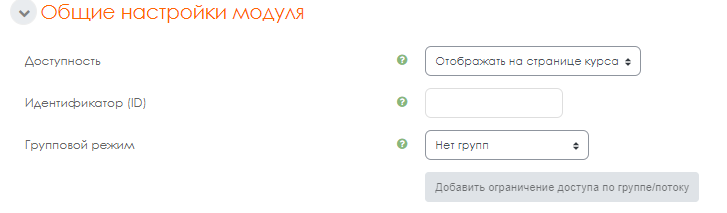 Общие настройки модуля
Доступность
Отображать на странице курса
Идентификатор (ID)
Групповой режим
Нет групп
Добавить ограничение доступа по группе/потоку